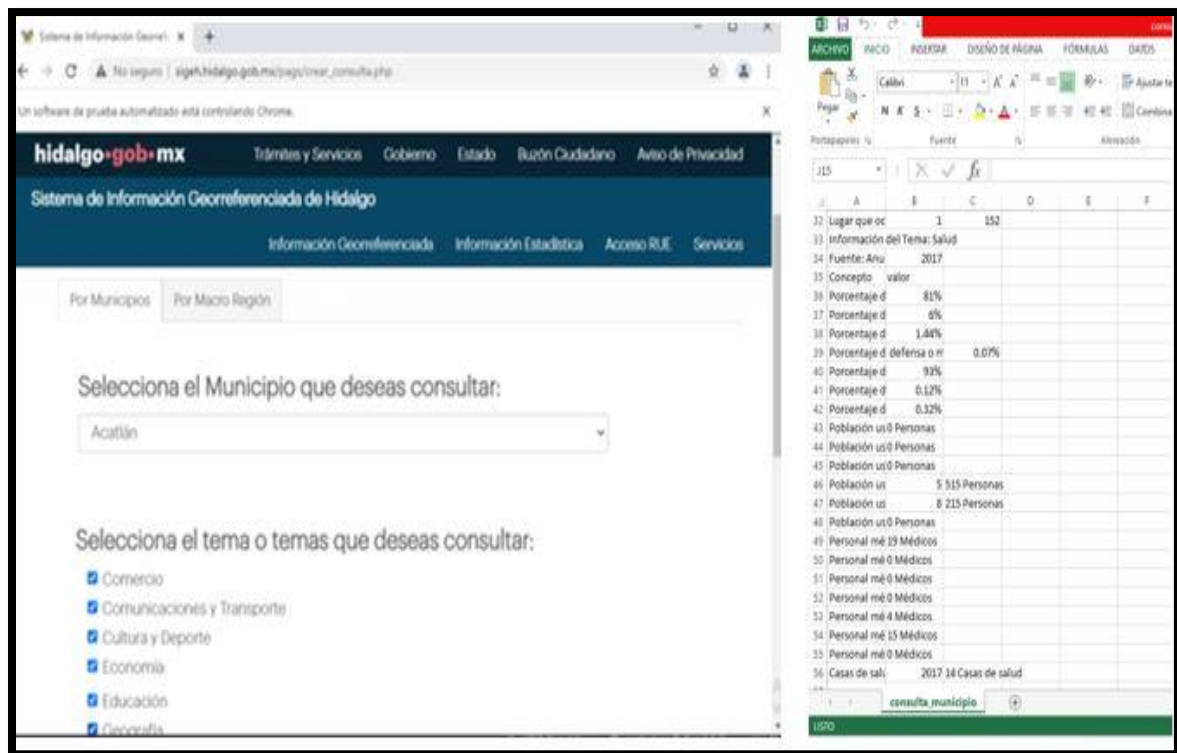 Sistema de Información Georre
No seguro | sigeh.hidalgo.gob.mx/pags/crear_consulta.php
Un software de prueba automatizado está controlando Chrome.
hidalgo·gob·mx Trámites y Servicios Gobierno Estado Buzón Ciudadano Aviso de Privacidad
Sistema de Información Georreferenciada de Hidalgo
Información Georreferenciada Información Estadística Acceso RUE Servicios
Por Municipios Por Macro Región
Selecciona el Municipio que deseas consultar:
Acatlán
Selecciona el tema o temas que deseas consultar:
Comercio
Comunicaciones y Transporte
Cultura y Deporte
Economía
Educación
Geografía
consu
ARCHIVO INICIO INSERTAR DISEÑO DE PÁGINA FÓRMULAS DATOS
Calibri 11 Ajustar te
Pegar N K S Combina
Portapapeles Fuente Alineación
J15 fx
A B C D E F
32 Lugar que oc 1 152
33 Información del Tema: Salud
34 Fuente: Anu 2017
35 Concepto valor
36 Porcentaje d 81%
37 Porcentaje d 6%
38 Porcentaje d 1.44%
39 Porcentaje d defensa o m 0.07%
40 Porcentaje d 93%
41 Porcentaje d 0.12%
42 Porcentaje d 0.32%
43 Población us 0 Personas
44 Población us 0 Personas
45 Población us 0 Personas
46 Población us 5 515 Personas
47 Población us 8 215 Personas
48 Población us 0 Personas
49 Personal mé 19 Médicos
50 Personal mé 0 Médicos
51 Personal mé 0 Médicos
52 Personal mé 0 Médicos
53 Personal mé 4 Médicos
54 Personal mé 15 Médicos
55 Personal mé 0 Médicos
56 Casas de salu 2017 14 Casas de salud
consulta_municipio
LISTO